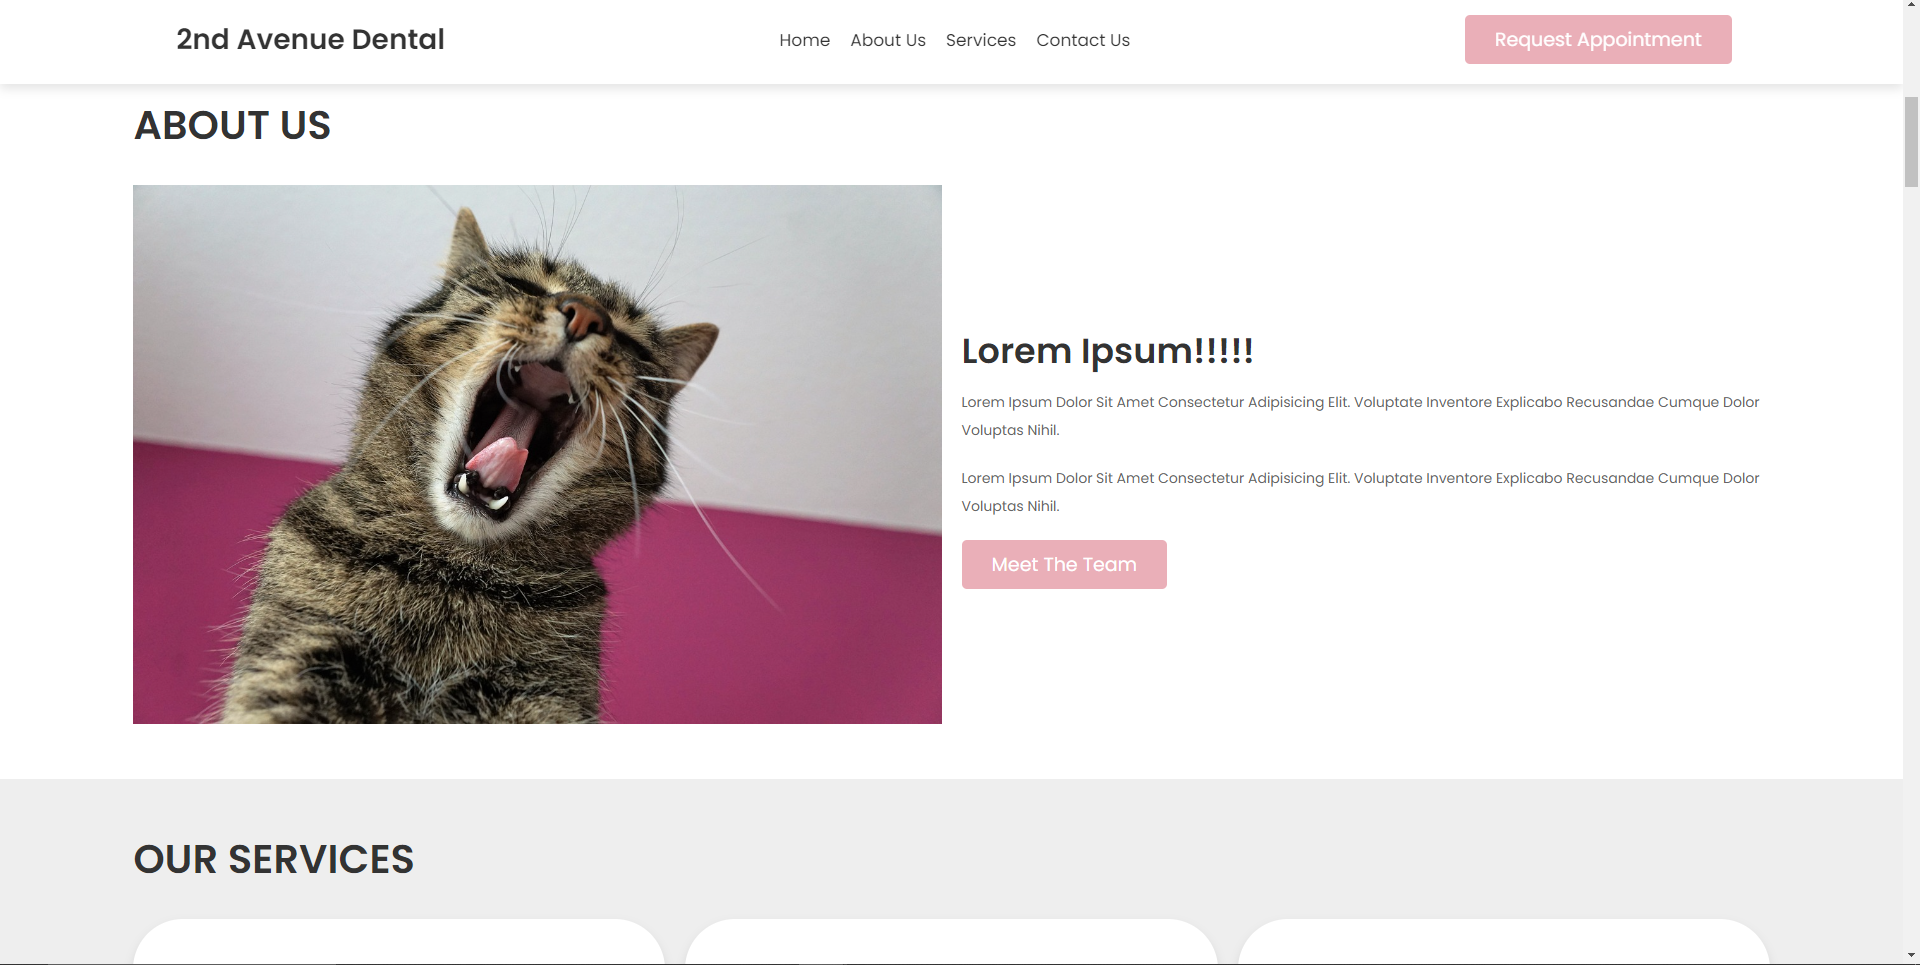 2nd Avenue Dental
Home About Us Services Contact Us
Request Appointment
ABOUT US
Lorem Ipsum!!!!!
Lorem Ipsum Dolor Sit Amet Consectetur Adipisicing Elit. Voluptate Inventore Explicabo Recusandae Cumque Dolor
Voluptas Nihil.
Lorem Ipsum Dolor Sit Amet Consectetur Adipisicing Elit. Voluptate Inventore Explicabo Recusandae Cumque Dolor
Voluptas Nihil.
Meet The Team
OUR SERVICES